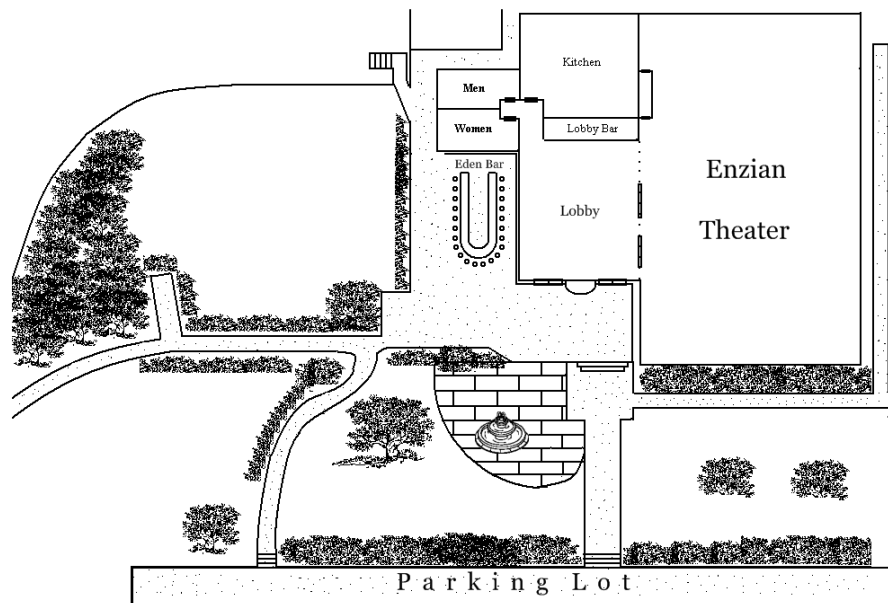 Kitchen
Men
Women
Lobby Bar
Eden Bar
Lobby
Enzian
Theater
Parking Lot